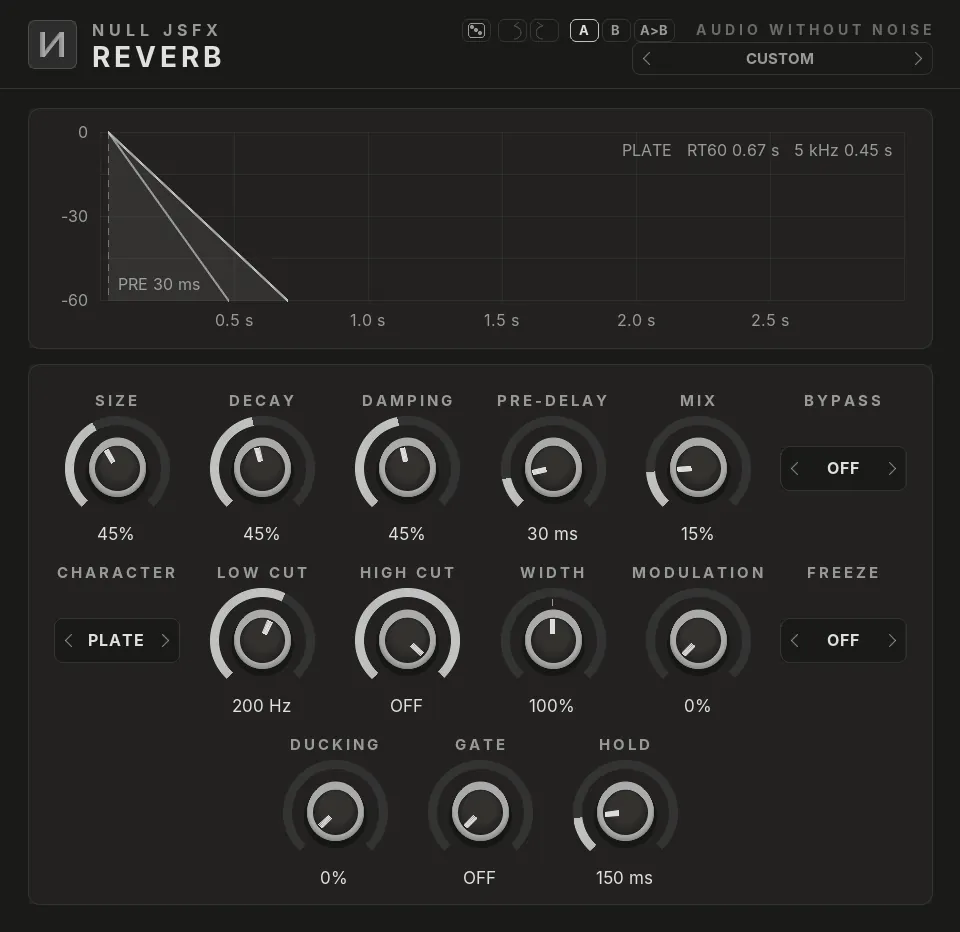 NULL JSFX
REVERB
A B A>B
AUDIO WITHOUT NOISE
CUSTOM
PLATE RT60 0.67 s 5 kHz 0.45 s
0
-30
-60
PRE 30 ms
0.5 s 1.0 s 1.5 s 2.0 s 2.5 s
SIZE DECAY DAMPING PRE-DELAY MIX BYPASS
OFF
45% 45% 45% 30 ms 15%
CHARACTER LOW CUT HIGH CUT WIDTH MODULATION FREEZE
PLATE OFF
200 Hz OFF 100% 0%
DUCKING GATE HOLD
0% OFF 150 ms